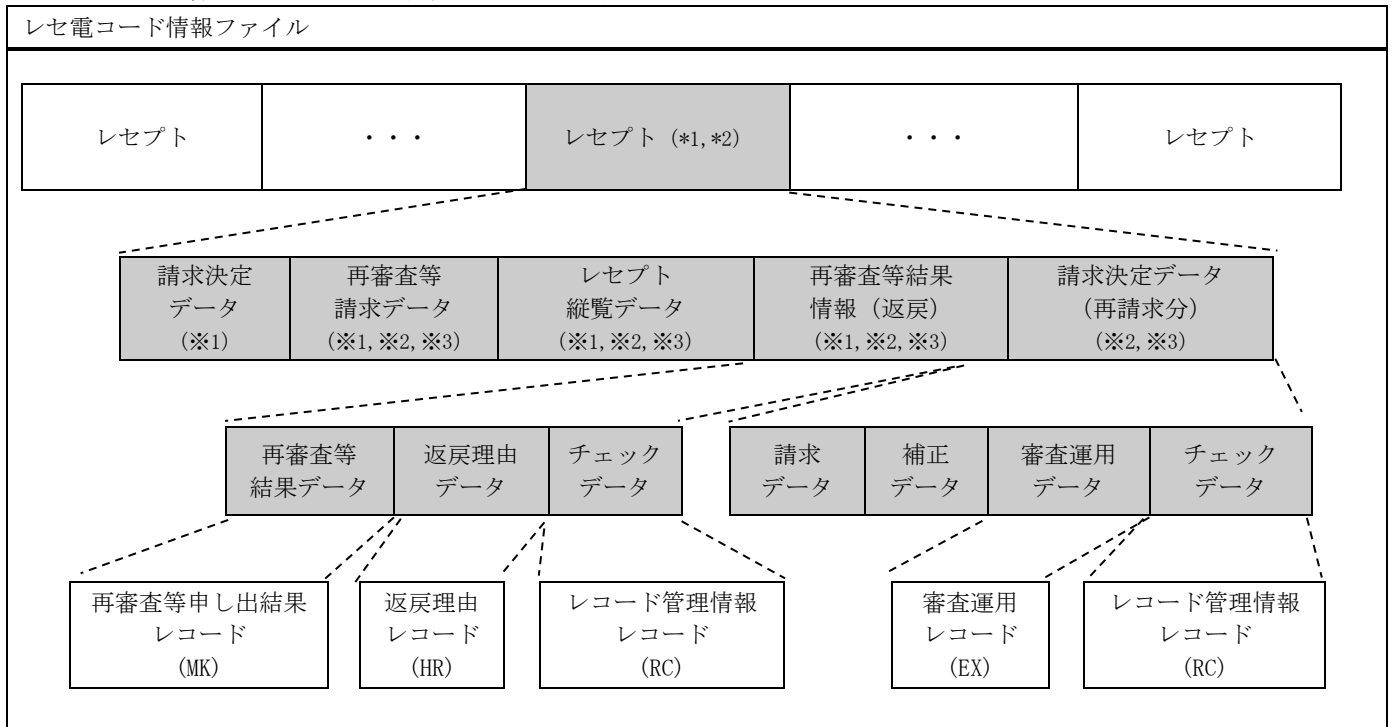 レセ電コード情報ファイル
レセプト
・・・
レセプト (*1,*2)
・・・
レセプト
請求決定
データ
(※1)
再審査等
請求データ
(※1,※2,※3)
レセプト
縦覧データ
(※1,※2,※3)
再審査等結果
情報（返戻）
(※1,※2,※3)
請求決定データ
（再請求分）
(※2,※3)
再審査等
結果データ
返戻理由
データ
チェック
データ
請求
データ
補正
データ
審査運用
データ
チェック
データ
再審査等申し出結果
レコード
(MK)
返戻理由
レコード
(HR)
レコード管理情報
レコード
(RC)
審査運用
レコード
(EX)
レコード管理情報
レコード
(RC)